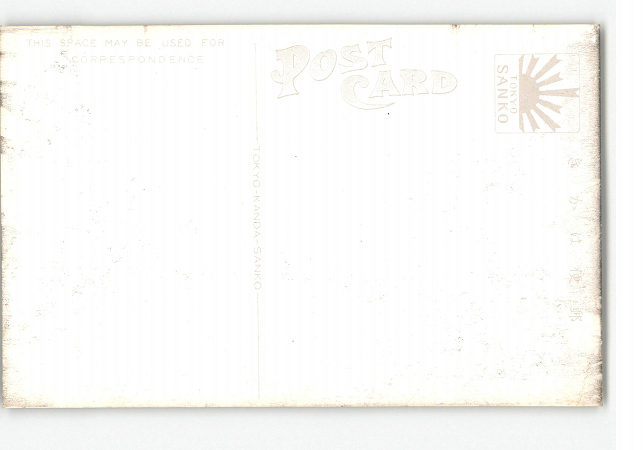 THIS SPACE MAY BE USED FOR
CORRESPONDENCE
POST
CARD
TOKYO
SANKO
TOKYO-KANDA-SANKO